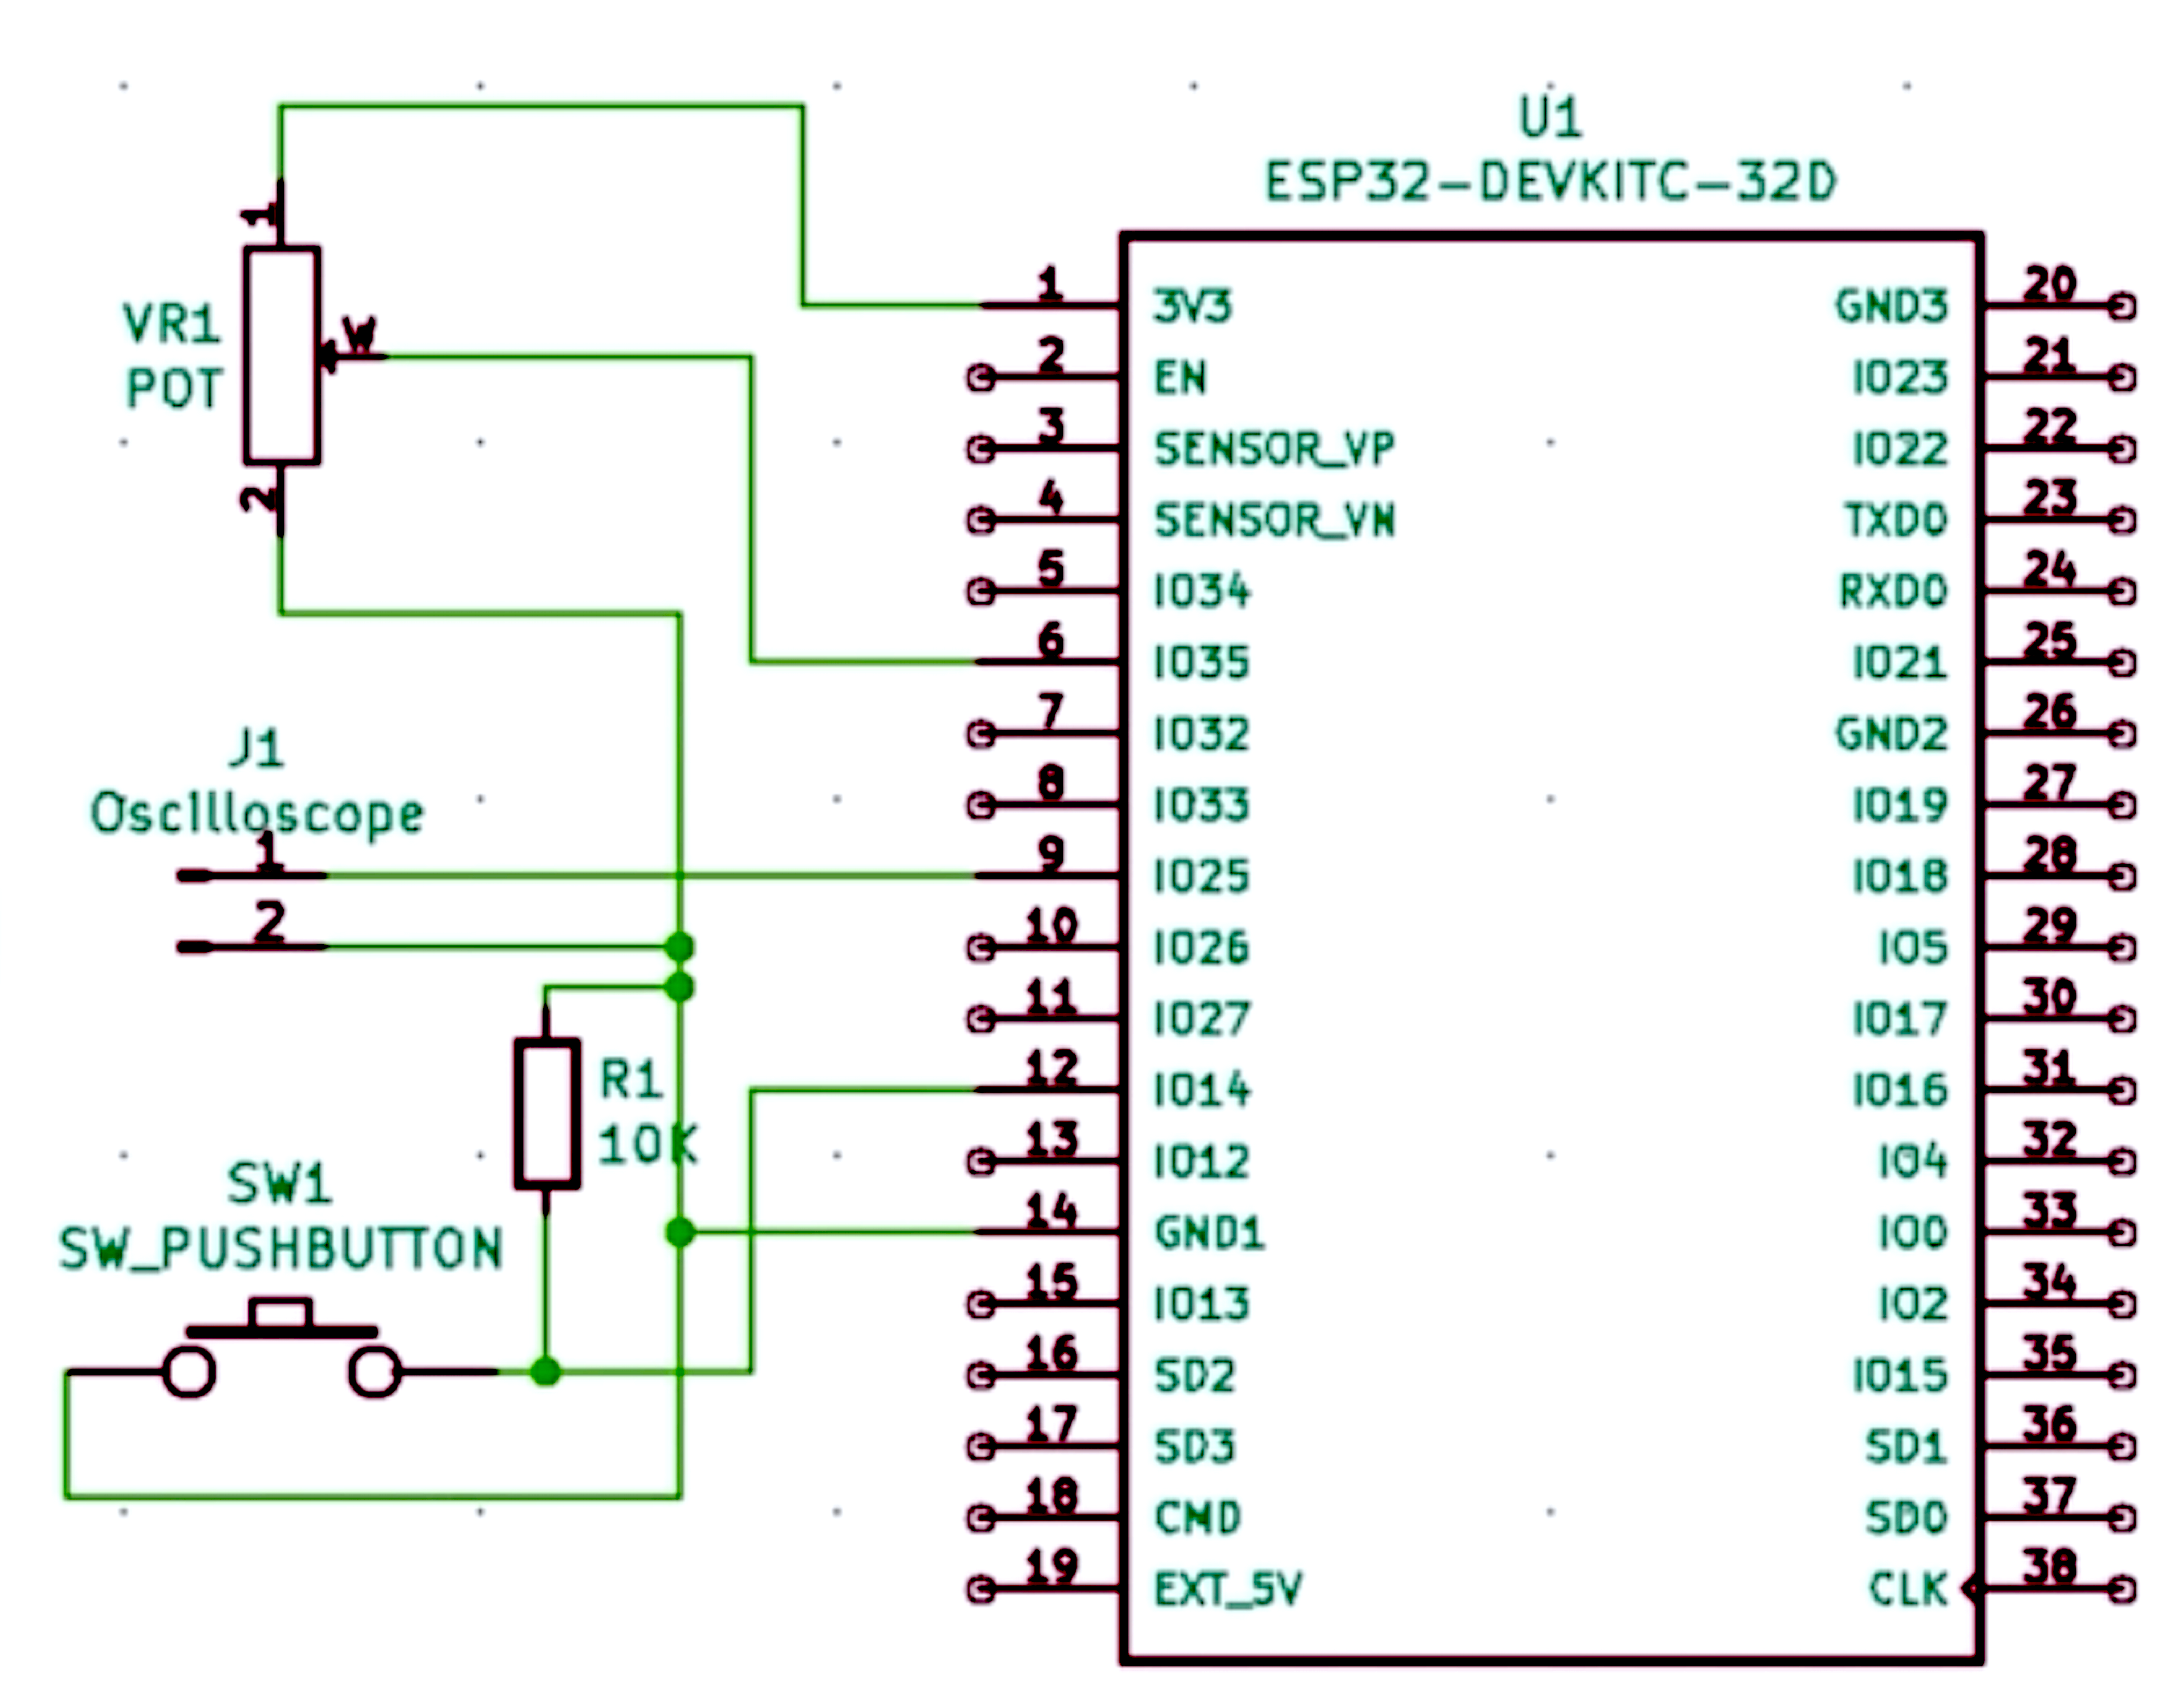 U1
ESP32-DEVKITC-32D
1
VR1
POT
W
2
J1
Oscilloscope
1
2
R1
10K
SW1
SW_PUSHBUTTON
1 3V3
2 EN
3 SENSOR_VP
4 SENSOR_VN
5 IO34
6 IO35
7 IO32
8 IO33
9 IO25
10 IO26
11 IO27
12 IO14
13 IO12
14 GND1
15 IO13
16 SD2
17 SD3
18 CMD
19 EXT_5V
GND3 20
IO23 21
IO22 22
TXD0 23
RXD0 24
IO21 25
GND2 26
IO19 27
IO18 28
IO5 29
IO17 30
IO16 31
IO4 32
IO0 33
IO2 34
IO15 35
SD1 36
SD0 37
CLK 38